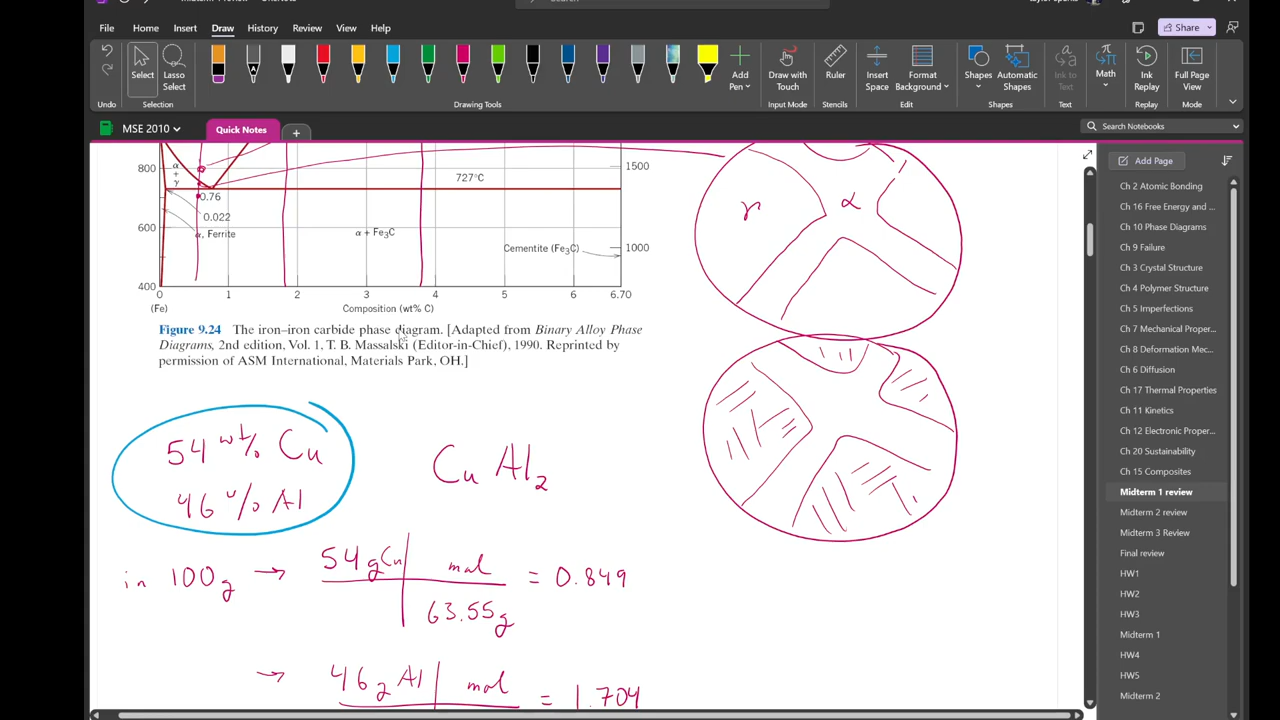 File Home Insert Draw History Review View Help
Share
Select
Lasso Select
Add Pen
Draw with Touch
Ruler
Insert Space
Format Background
Shapes
Automatic Shapes
Ink to Text
Math
Ink Replay
Full Page View
Undo
Selection
Drawing Tools
Input Mode
Stencils
Edit
Shapes
Text
Replay
Mode
MSE 2010
Quick Notes
Search Notebooks
Add Page
Ch 2 Atomic Bonding
Ch 16 Free Energy and ...
Ch 10 Phase Diagrams
Ch 9 Failure
Ch 3 Crystal Structure
Ch 4 Polymer Structure
Ch 5 Imperfections
Ch 7 Mechanical Proper...
Ch 8 Deformation Mec...
Ch 6 Diffusion
Ch 17 Thermal Properties
Ch 11 Kinetics
Ch 12 Electronic Proper...
Ch 20 Sustainability
Ch 15 Composites
Midterm 1 review
Midterm 2 review
Midterm 3 Review
Final review
HW1
HW2
HW3
Midterm 1
HW4
HW5
Midterm 2
800
α
+
γ
727°C
1500
0.76
0.022
600
α, Ferrite
α + Fe₃C
Cementite (Fe₃C)
1000
400
0 1 2 3 4 5 6 6.70
(Fe)
Composition (wt% C)
Figure 9.24 The iron–iron carbide phase diagram. [Adapted from Binary Alloy Phase
Diagrams, 2nd edition, Vol. 1, T. B. Massalski (Editor-in-Chief), 1990. Reprinted by
permission of ASM International, Materials Park, OH.]
γ α
54 wt% Cu
46 w% Al
Cu Al₂
in 100g → 54 gCu mol = 0.849
63.55g
→ 46g Al mol = 1.704